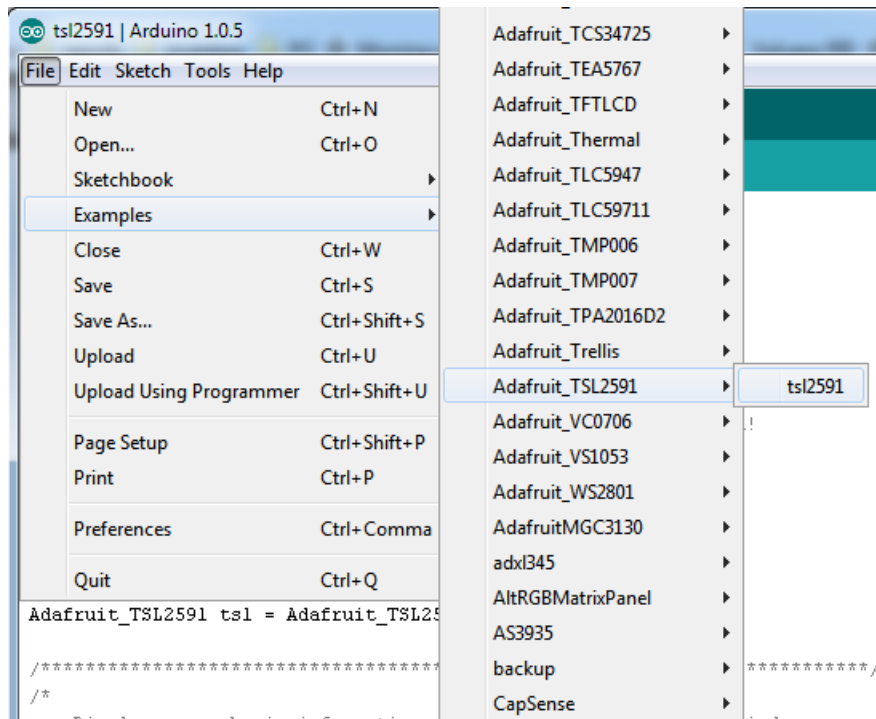 tsl2591 | Arduino 1.0.5
File Edit Sketch Tools Help
New Ctrl+N
Open... Ctrl+O
Sketchbook
Examples
Close Ctrl+W
Save Ctrl+S
Save As... Ctrl+Shift+S
Upload Ctrl+U
Upload Using Programmer Ctrl+Shift+U
Page Setup Ctrl+Shift+P
Print Ctrl+P
Preferences Ctrl+Comma
Quit Ctrl+Q
Adafruit_TCS34725
Adafruit_TEA5767
Adafruit_TFTLCD
Adafruit_Thermal
Adafruit_TLC5947
Adafruit_TLC59711
Adafruit_TMP006
Adafruit_TMP007
Adafruit_TPA2016D2
Adafruit_Trellis
Adafruit_TSL2591
Adafruit_VC0706
Adafruit_VS1053
Adafruit_WS2801
AdafruitMGC3130
adxl345
AltRGBMatrixPanel
AS3935
backup
CapSense
tsl2591
.!
Adafruit_TSL2591 tsl = Adafruit_TSL25
/************************************ ***********/
/*